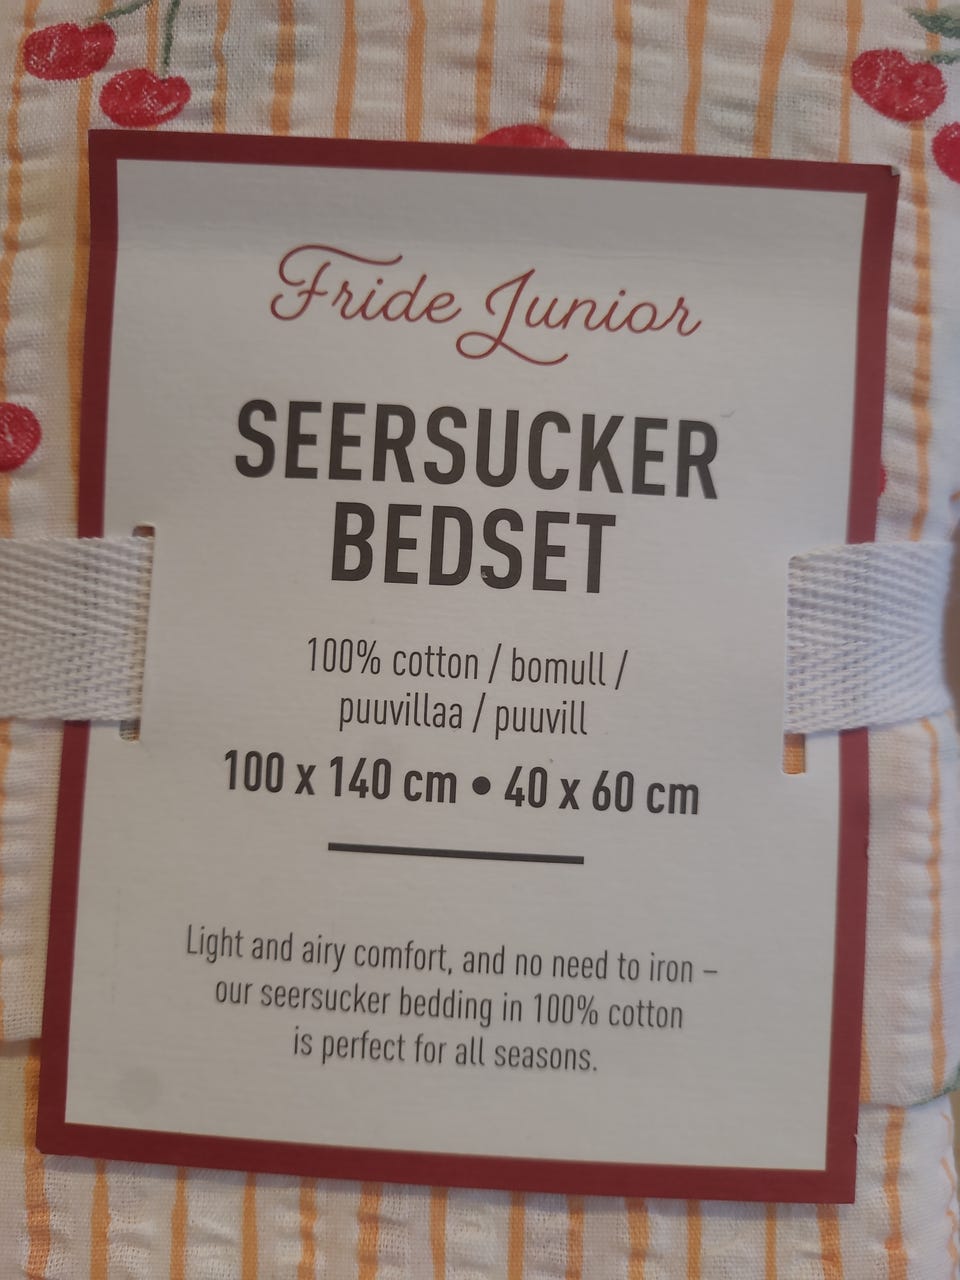 Fride Junior
SEERSUCKER
BEDSET
100% cotton / bomull /
puuvillaa / puuvill
100 x 140 cm • 40 x 60 cm
Light and airy comfort, and no need to iron –
our seersucker bedding in 100% cotton
is perfect for all seasons.